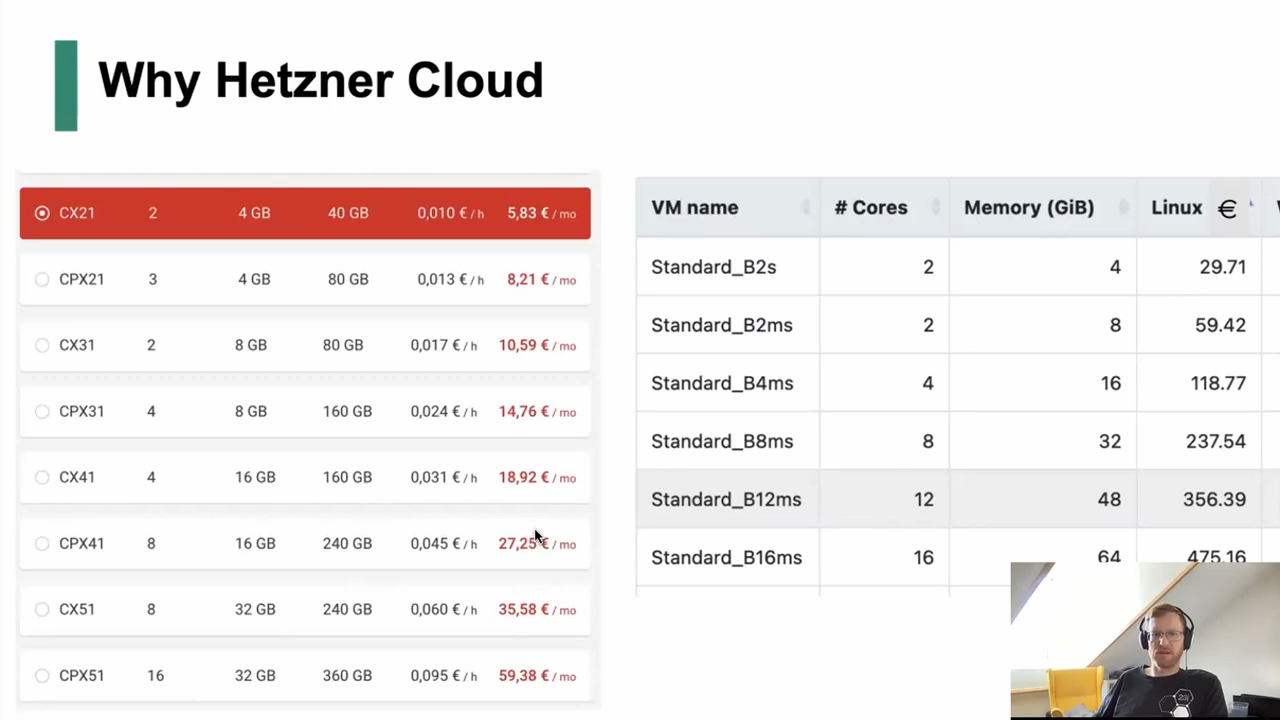 Why Hetzner Cloud
CX21 2 4 GB 40 GB 0,010 € / h 5,83 € / mo
CPX21 3 4 GB 80 GB 0,013 € / h 8,21 € / mo
CX31 2 8 GB 80 GB 0,017 € / h 10,59 € / mo
CPX31 4 8 GB 160 GB 0,024 € / h 14,76 € / mo
CX41 4 16 GB 160 GB 0,031 € / h 18,92 € / mo
CPX41 8 16 GB 240 GB 0,045 € / h 27,25 € / mo
CX51 8 32 GB 240 GB 0,060 € / h 35,58 € / mo
CPX51 16 32 GB 360 GB 0,095 € / h 59,38 € / mo
VM name # Cores Memory (GiB) Linux €
Standard_B2s 2 4 29.71
Standard_B2ms 2 8 59.42
Standard_B4ms 4 16 118.77
Standard_B8ms 8 32 237.54
Standard_B12ms 12 48 356.39
Standard_B16ms 16 64 475.16